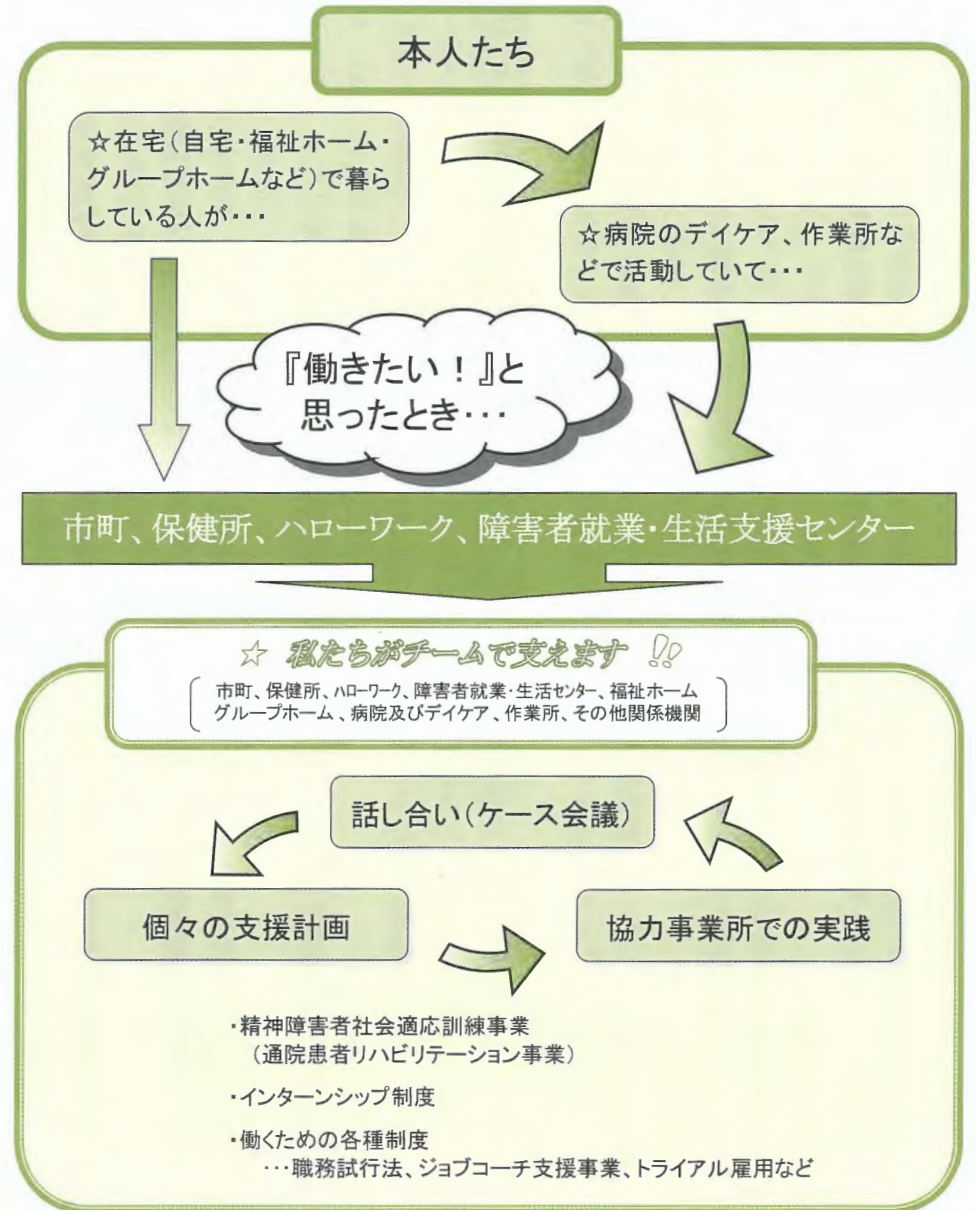 本人たち
☆在宅(自宅・福祉ホーム・
グループホームなど)で暮ら
している人が・・・
☆病院のデイケア、作業所な
どで活動していて・・・
『働きたい!』と
思ったとき・・・
市町、保健所、ハローワーク、障害者就業・生活支援センター
☆ 私たちがチームで支えます !!
市町、保健所、ハローワーク、障害者就業・生活センター、福祉ホーム
グループホーム、病院及びデイケア、作業所、その他関係機関
話し合い(ケース会議)
個々の支援計画
協力事業所での実践
・精神障害者社会適応訓練事業
(通院患者リハビリテーション事業)
・インターンシップ制度
・働くための各種制度
・・・職務試行法、ジョブコーチ支援事業、トライアル雇用など